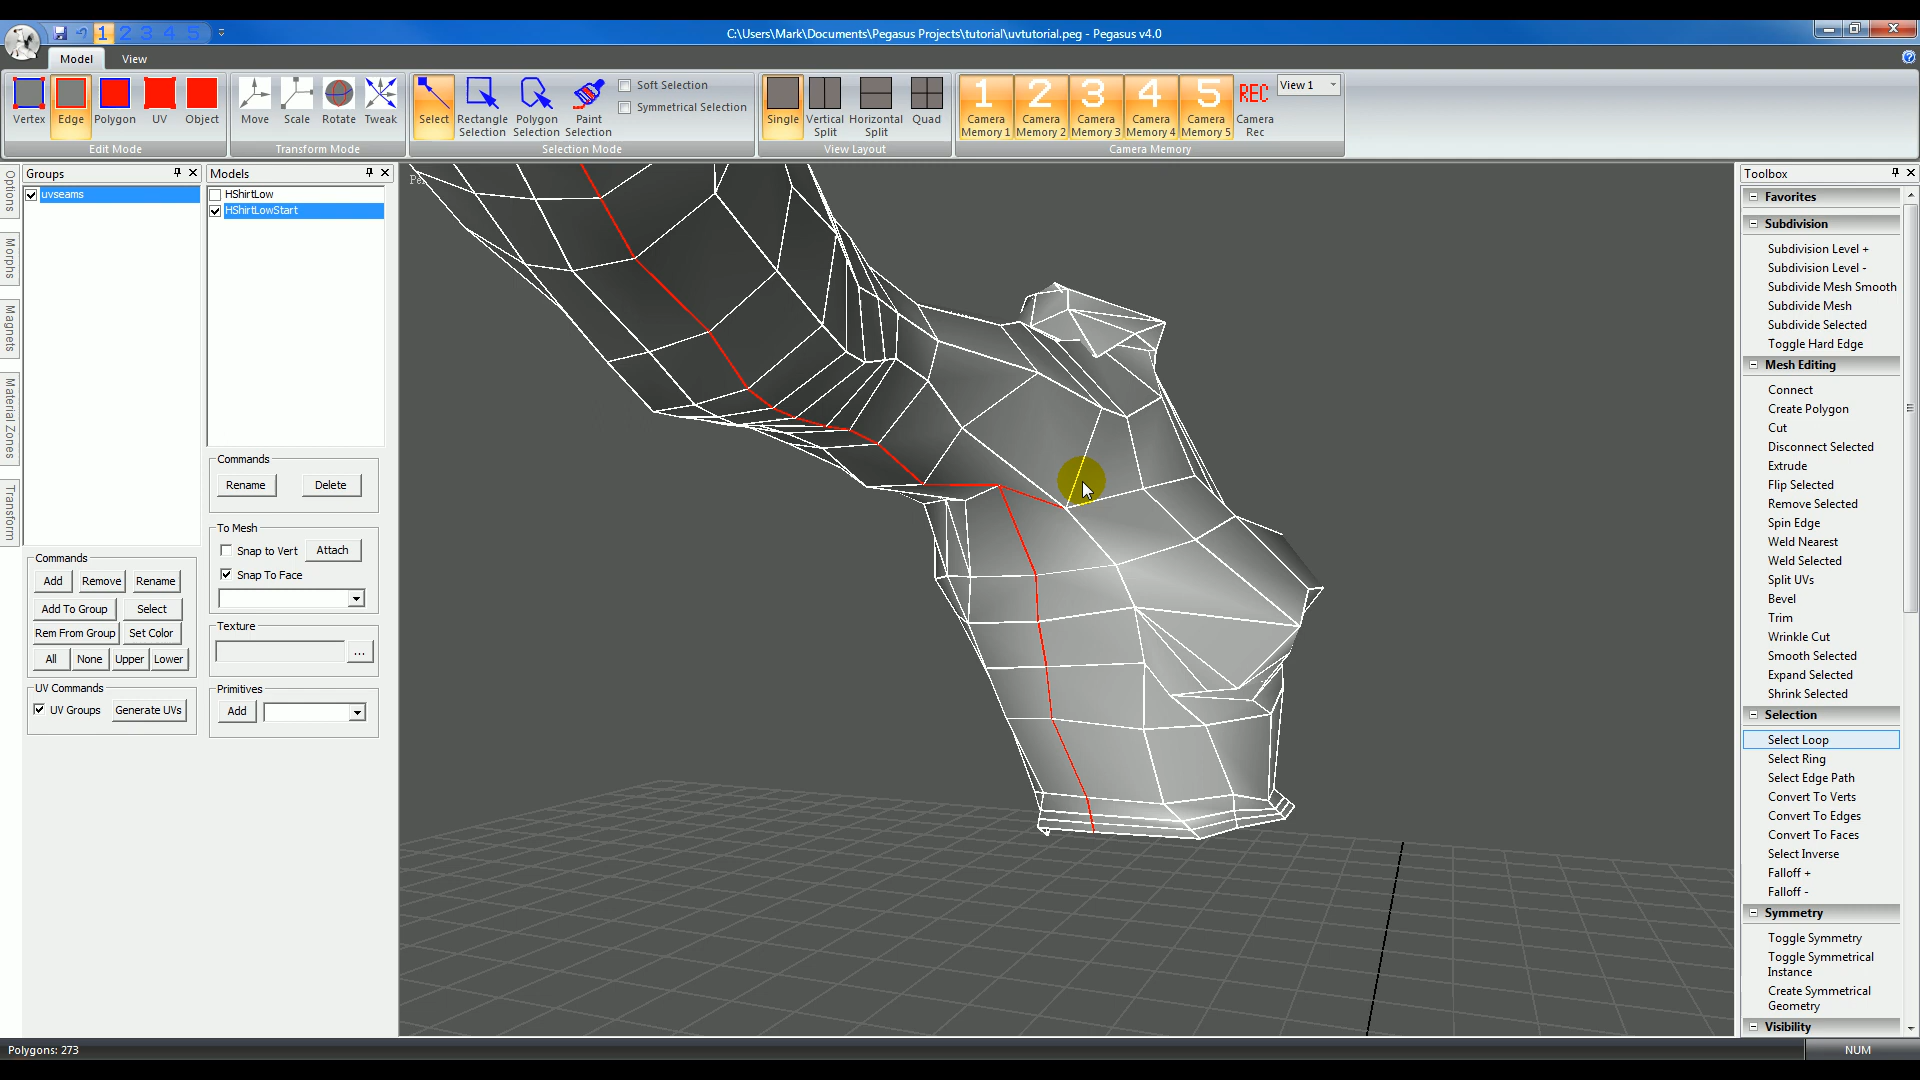 1 2 3 4 5
C:\Users\Mark\Documents\Pegasus Projects\tutorial\uvtutorial.peg - Pegasus v4.0
Model View
Vertex Edge Polygon UV Object
Edit Mode
Move Scale Rotate Tweak
Transform Mode
Select Rectangle Selection Polygon Selection Paint Selection
Soft Selection
Symmetrical Selection
Selection Mode
Single Vertical Split Horizontal Split Quad
View Layout
1 2 3 4 5 REC View 1
Camera Memory 1 Camera Memory 2 Camera Memory 3 Camera Memory 4 Camera Memory 5 Camera Rec
Camera Memory
Options
Morphs
Magnets
Material Zones
Transform
Groups
uvseams
Commands
Add Remove Rename
Add To Group Select
Rem From Group Set Color
All None Upper Lower
UV Commands
UV Groups Generate UVs
Models
HShirtLow
HShirtLowStart
Commands
Rename Delete
To Mesh
Snap to Vert Attach
Snap To Face
Texture
...
Primitives
Add
Toolbox
Favorites
Subdivision
Subdivision Level +
Subdivision Level -
Subdivide Mesh Smooth
Subdivide Mesh
Subdivide Selected
Toggle Hard Edge
Mesh Editing
Connect
Create Polygon
Cut
Disconnect Selected
Extrude
Flip Selected
Remove Selected
Spin Edge
Weld Nearest
Weld Selected
Split UVs
Bevel
Trim
Wrinkle Cut
Smooth Selected
Expand Selected
Shrink Selected
Selection
Select Loop
Select Ring
Select Edge Path
Convert To Verts
Convert To Edges
Convert To Faces
Select Inverse
Falloff +
Falloff -
Symmetry
Toggle Symmetry
Toggle Symmetrical
Instance
Create Symmetrical
Geometry
Visibility
Polygons: 273
NUM